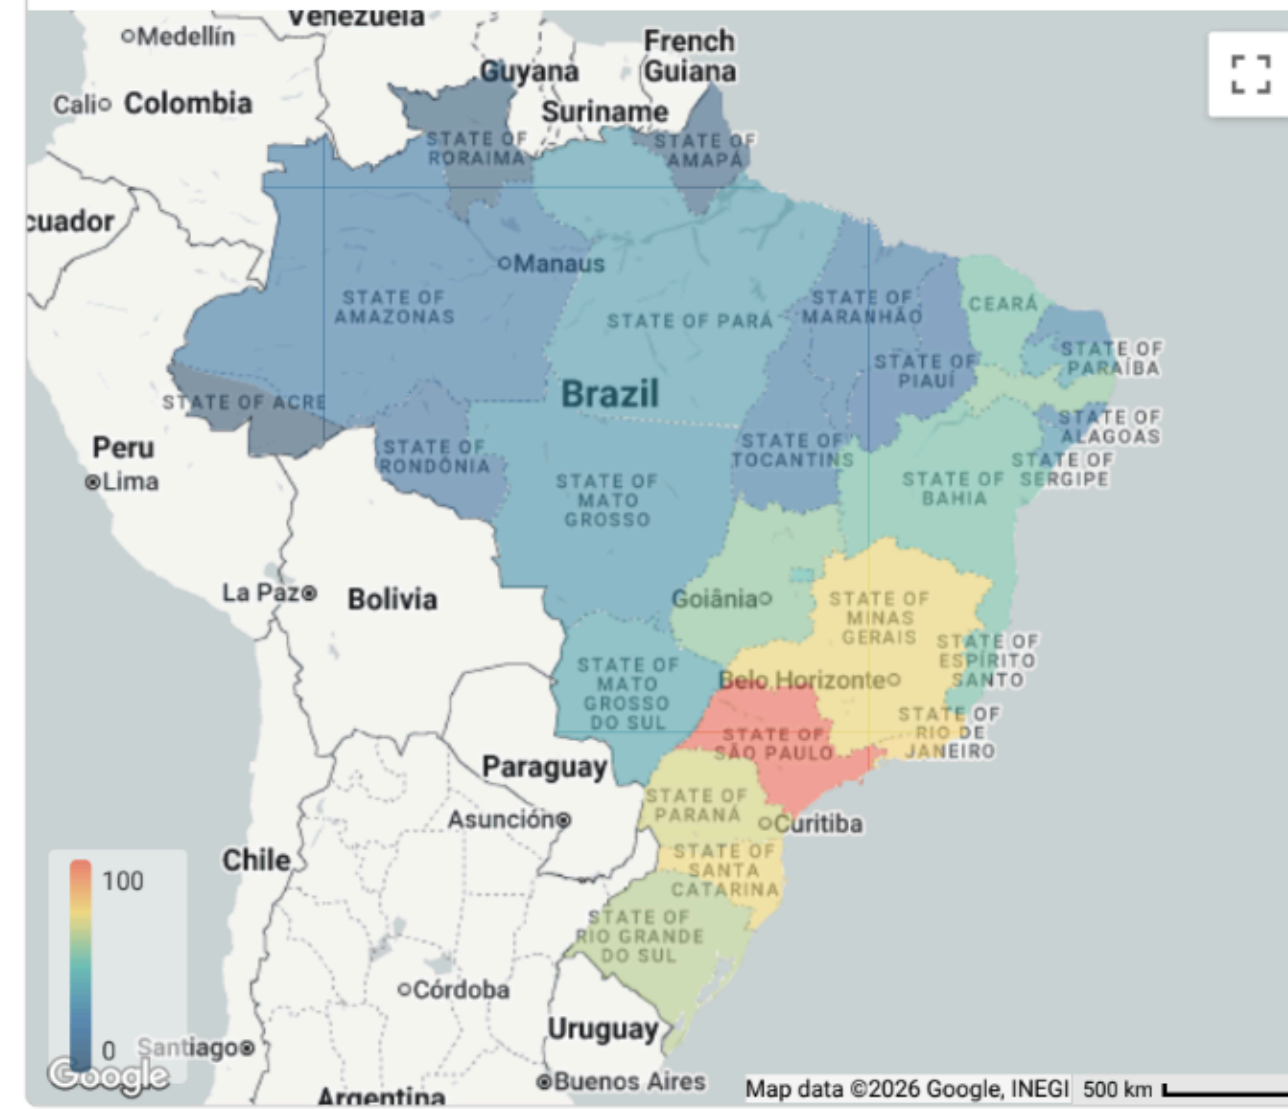 Venezuela
Medellín
French
Guiana
Guyana
Cali
Colombia
Suriname
STATE OF
RORAIMA
STATE OF
AMAPÁ
cuador
Manaus
STATE OF
AMAZONAS
STATE OF PARÁ
STATE OF
MARANHÃO
CEARÁ
STATE OF
PARAÍBA
STATE OF
PIAUÍ
Brazil
STATE OF ACRE
STATE OF
ALAGOAS
Peru
Lima
STATE OF
RONDÔNIA
STATE OF
TOCANTINS
STATE OF
SERGIPE
STATE OF
BAHIA
STATE OF
MATO
GROSSO
La Paz
Bolivia
Goiânia
STATE OF
MINAS
GERAIS
STATE OF
ESPÍRITO
SANTO
STATE OF
MATO
GROSSO
DO SUL
Belo Horizonte
STATE OF
RIO DE
JANEIRO
STATE OF
SÃO PAULO
Paraguay
STATE OF
PARANÁ
Asunción
Curitiba
Chile
STATE OF
SANTA
CATARINA
100
STATE OF
RIO GRANDE
DO SUL
Córdoba
Uruguay
0
Santiago
Google
Buenos Aires
Argentina
Map data ©2026 Google, INEGI
500 km